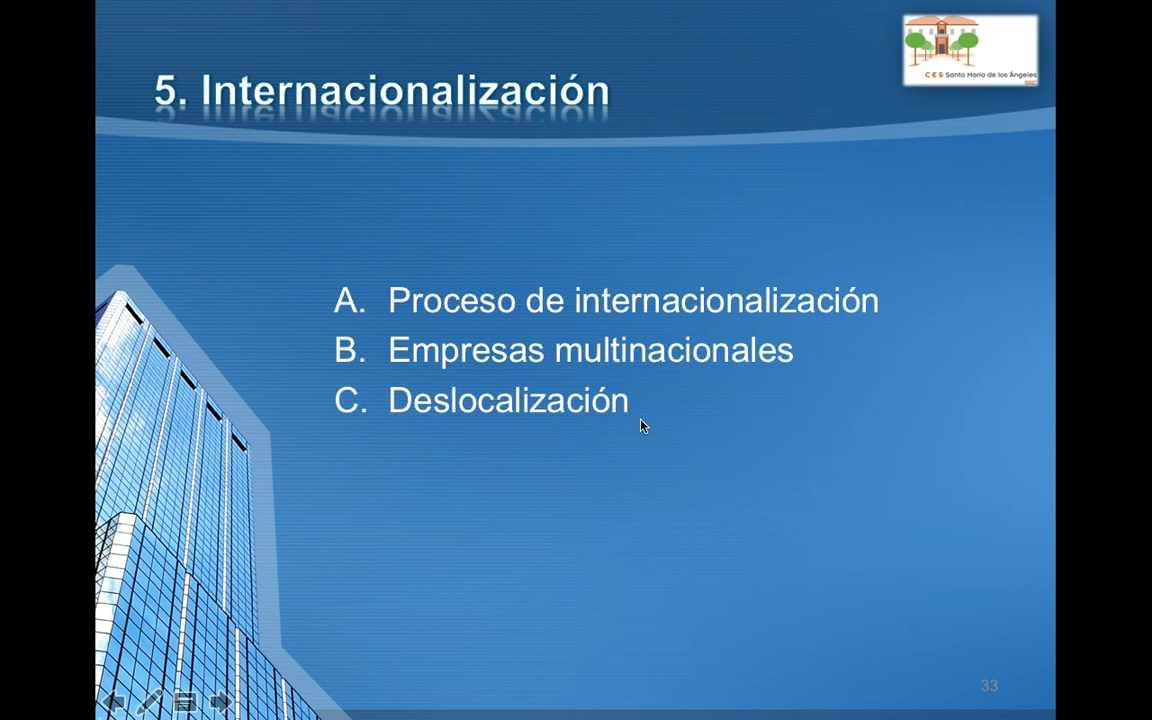 C E S Santa María de los Ángeles
5. Internacionalización
A. Proceso de internacionalización
B. Empresas multinacionales
C. Deslocalización
33